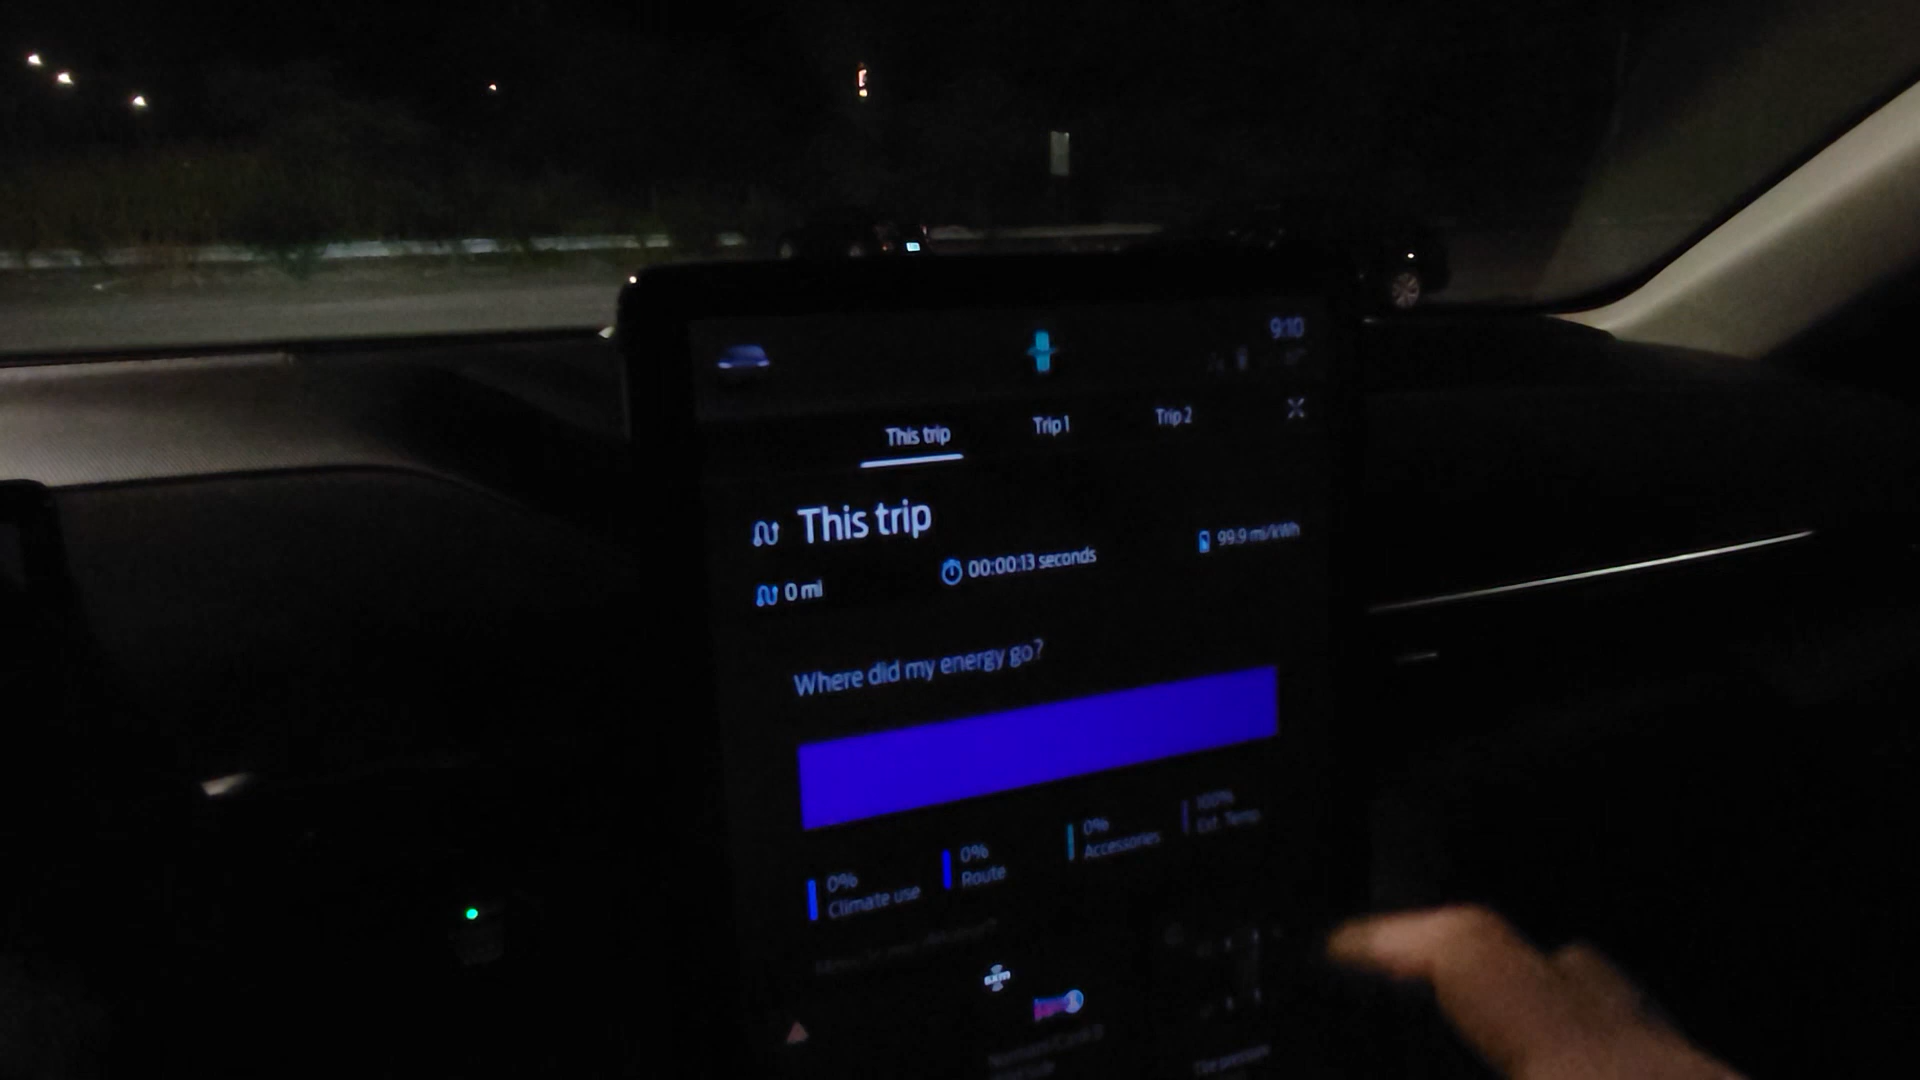 9:10
This trip
Trip 1
Trip 2
This trip
0 mi
00:00:13 seconds
99.9 mi/kWh
Where did my energy go?
0%
Climate use
0%
Route
0%
Accessories
100%
Ext. Temp.
sxm